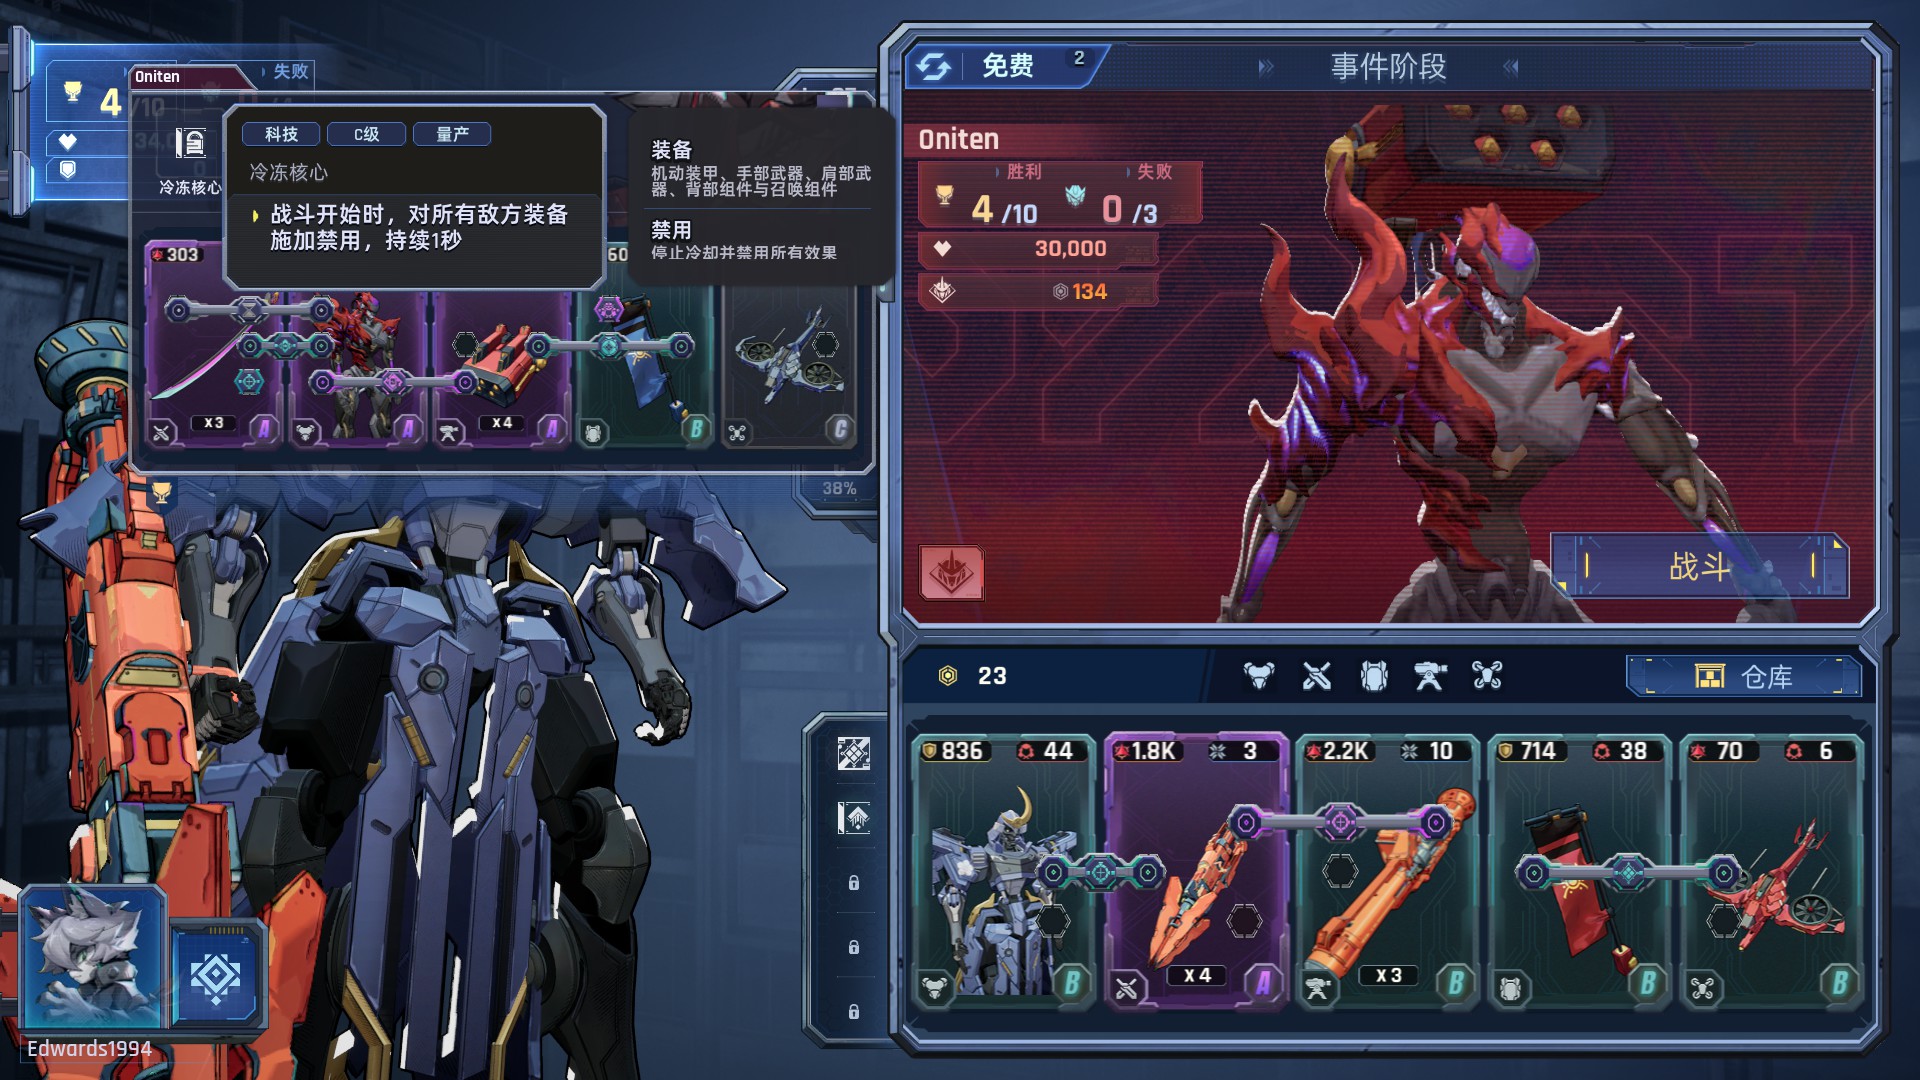 Oniten
失败
4/10
34,0
冷冻核心
科技
C级
量产
冷冻核心
战斗开始时，对所有敌方装备
施加禁用，持续1秒
装备
机动装甲、手部武器、肩部武
器、背部组件与召唤组件
禁用
停止冷却并禁用所有效果
303
60
x3
A
A
x4
A
B
C
38%
Edwards1994
免费
2
事件阶段
Oniten
胜利
失败
4/10
0/3
30,000
134
战斗
23
仓库
836
44
1.8K
3
2.2K
10
714
38
70
6
B
x4
A
x3
B
B
B